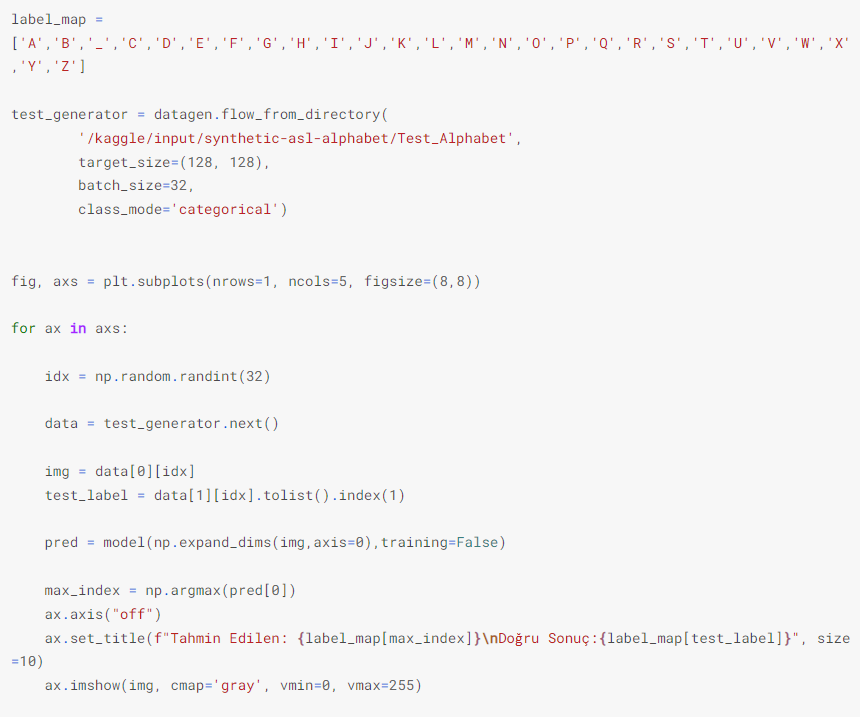 label_map =
['A','B','_','C','D','E','F','G','H','I','J','K','L','M','N','O','P','Q','R','S','T','U','V','W','X'
,'Y','Z']
test_generator = datagen.flow_from_directory(
        '/kaggle/input/synthetic-asl-alphabet/Test_Alphabet',
        target_size=(128, 128),
        batch_size=32,
        class_mode='categorical')
fig, axs = plt.subplots(nrows=1, ncols=5, figsize=(8,8))
for ax in axs:
    idx = np.random.randint(32)
    data = test_generator.next()
    img = data[0][idx]
    test_label = data[1][idx].tolist().index(1)
    pred = model(np.expand_dims(img,axis=0),training=False)
    max_index = np.argmax(pred[0])
    ax.axis("off")
    ax.set_title(f"Tahmin Edilen: {label_map[max_index]}\nDoğru Sonuç:{label_map[test_label]}", size
=10)
    ax.imshow(img, cmap='gray', vmin=0, vmax=255)